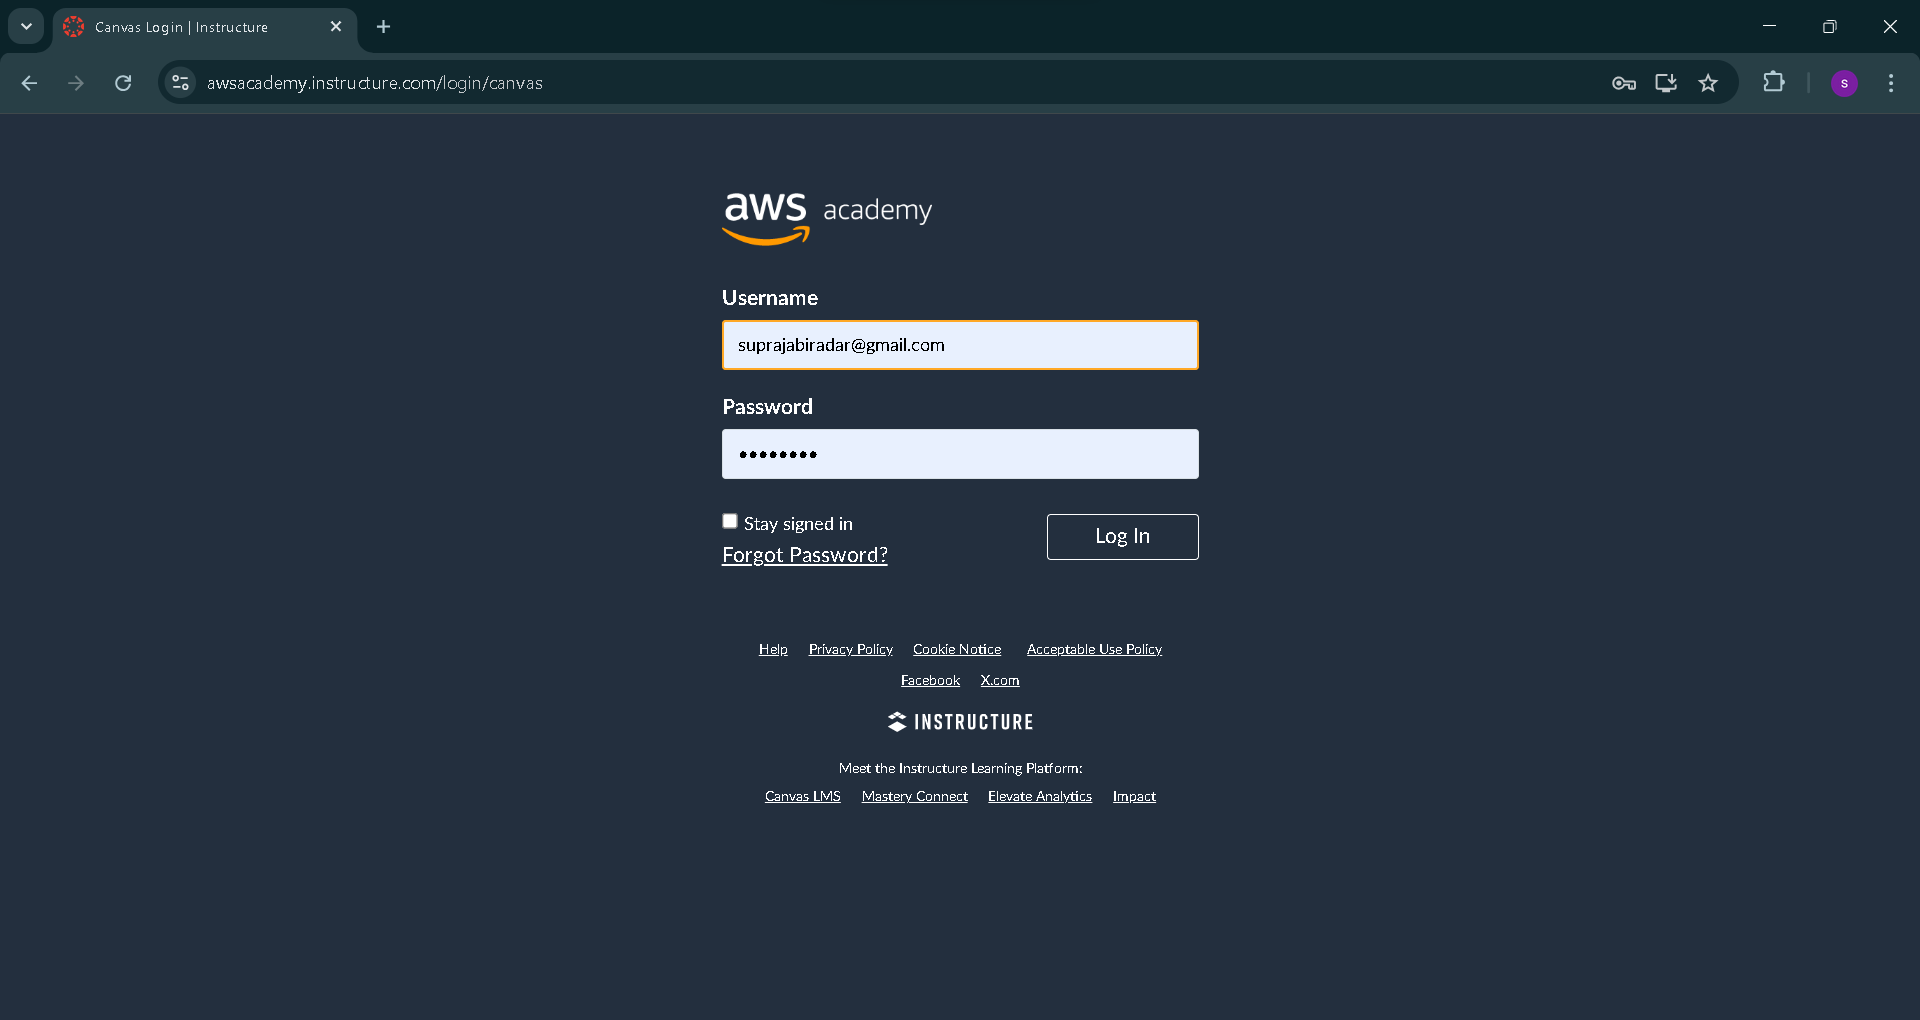 Canvas Login | Instructure
awsacademy.instructure.com/login/canvas
S
aws academy
Username
suprajabiradar@gmail.com
Password
••••••••
Stay signed in
Log In
Forgot Password?
Help Privacy Policy Cookie Notice Acceptable Use Policy
Facebook X.com
INSTRUCTURE
Meet the Instructure Learning Platform:
Canvas LMS Mastery Connect Elevate Analytics Impact